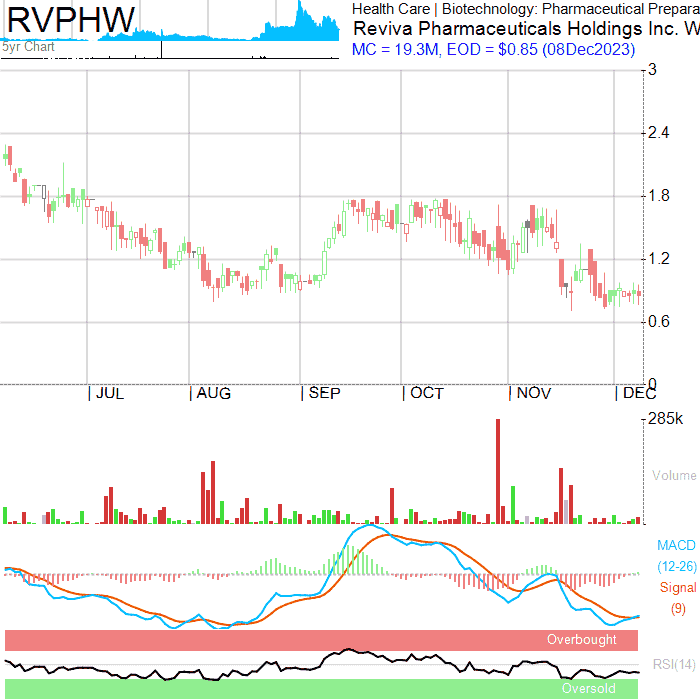 RVPHW
5yr Chart
Health Care | Biotechnology: Pharmaceutical Prepara
Reviva Pharmaceuticals Holdings Inc. W
MC = 19.3M, EOD = $0.85 (08Dec2023)
3
2.4
1.8
1.2
0.6
0
JUL AUG SEP OCT NOV DEC
285k
Volume
MACD
(12-26)
Signal
(9)
Overbought
RSI(14)
Oversold